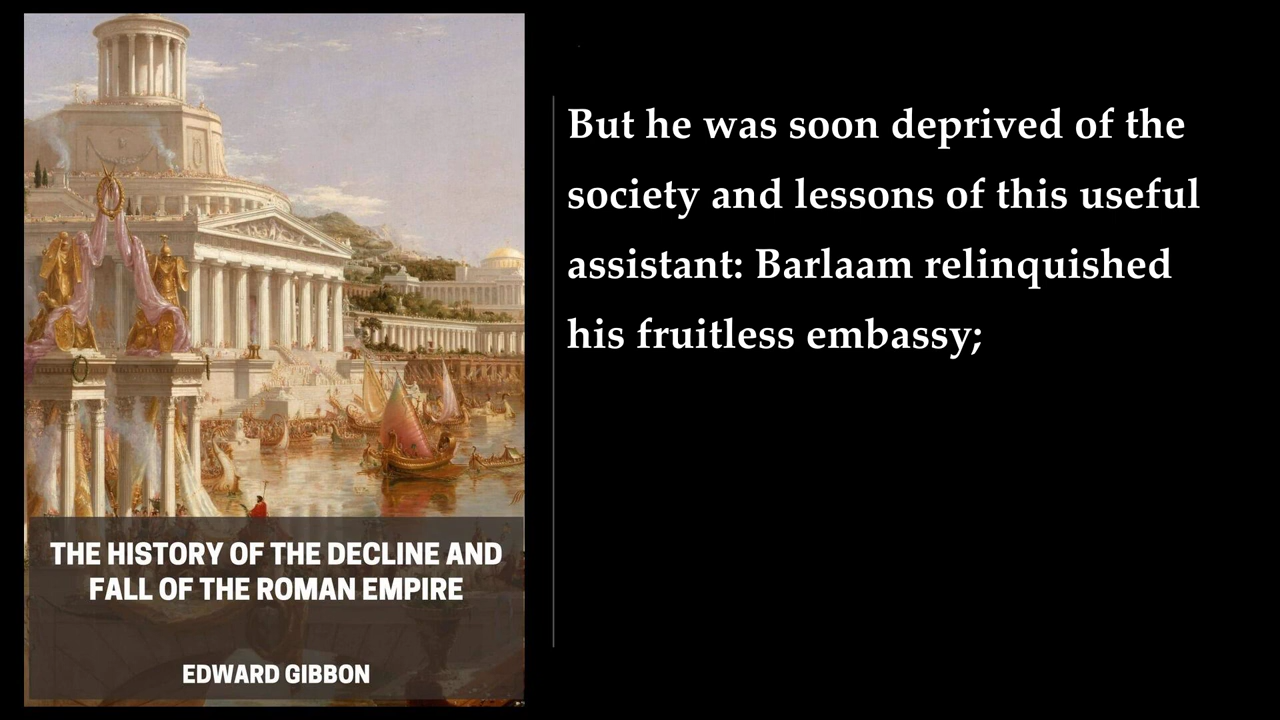 But he was soon deprived of the
society and lessons of this useful
assistant: Barlaam relinquished
his fruitless embassy;
THE HISTORY OF THE DECLINE AND
FALL OF THE ROMAN EMPIRE
EDWARD GIBBON